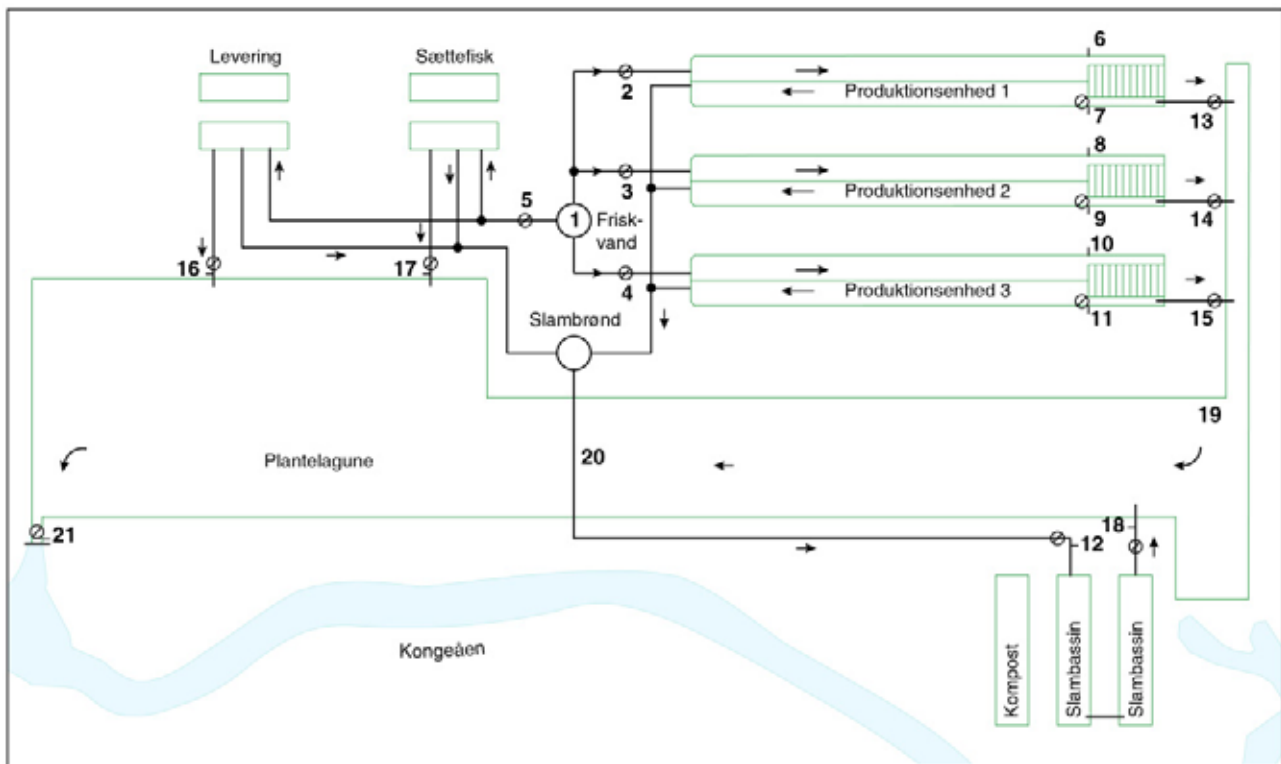 Levering
Sættefisk
6
2
Produktionsenhed 1
7
13
8
3
Produktionsenhed 2
5
1
Frisk-
vand
9
14
10
16
17
4
Produktionsenhed 3
11
15
Slambrønd
19
Plantelagune
20
18
21
12
Kongeåen
Kompost
Slambassin
Slambassin